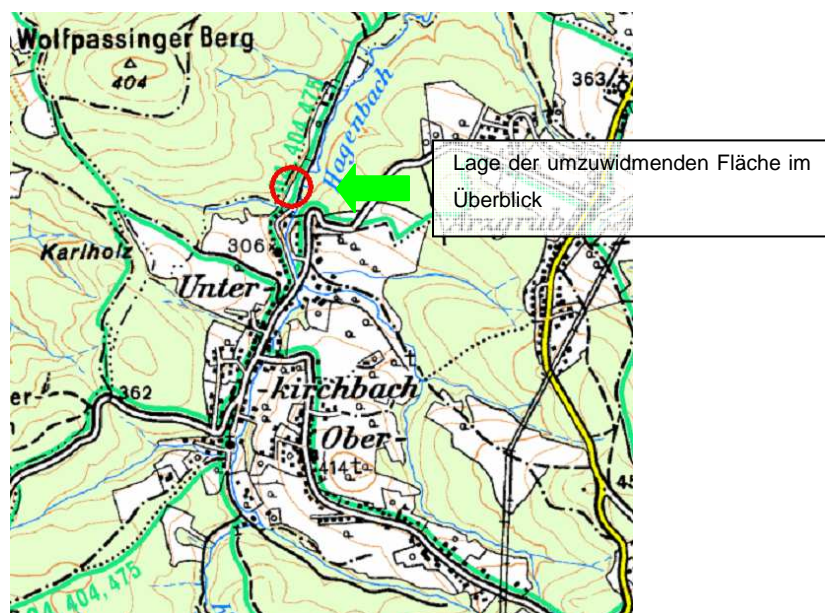 Wolfpassinger Berg
404
404, 475
Hagenbach
363
Lage der umzuwidmenden Fläche im
Überblick
306
Karlholz
Unter-
362
er-
-kirchbach
Ober-
414
404, 475